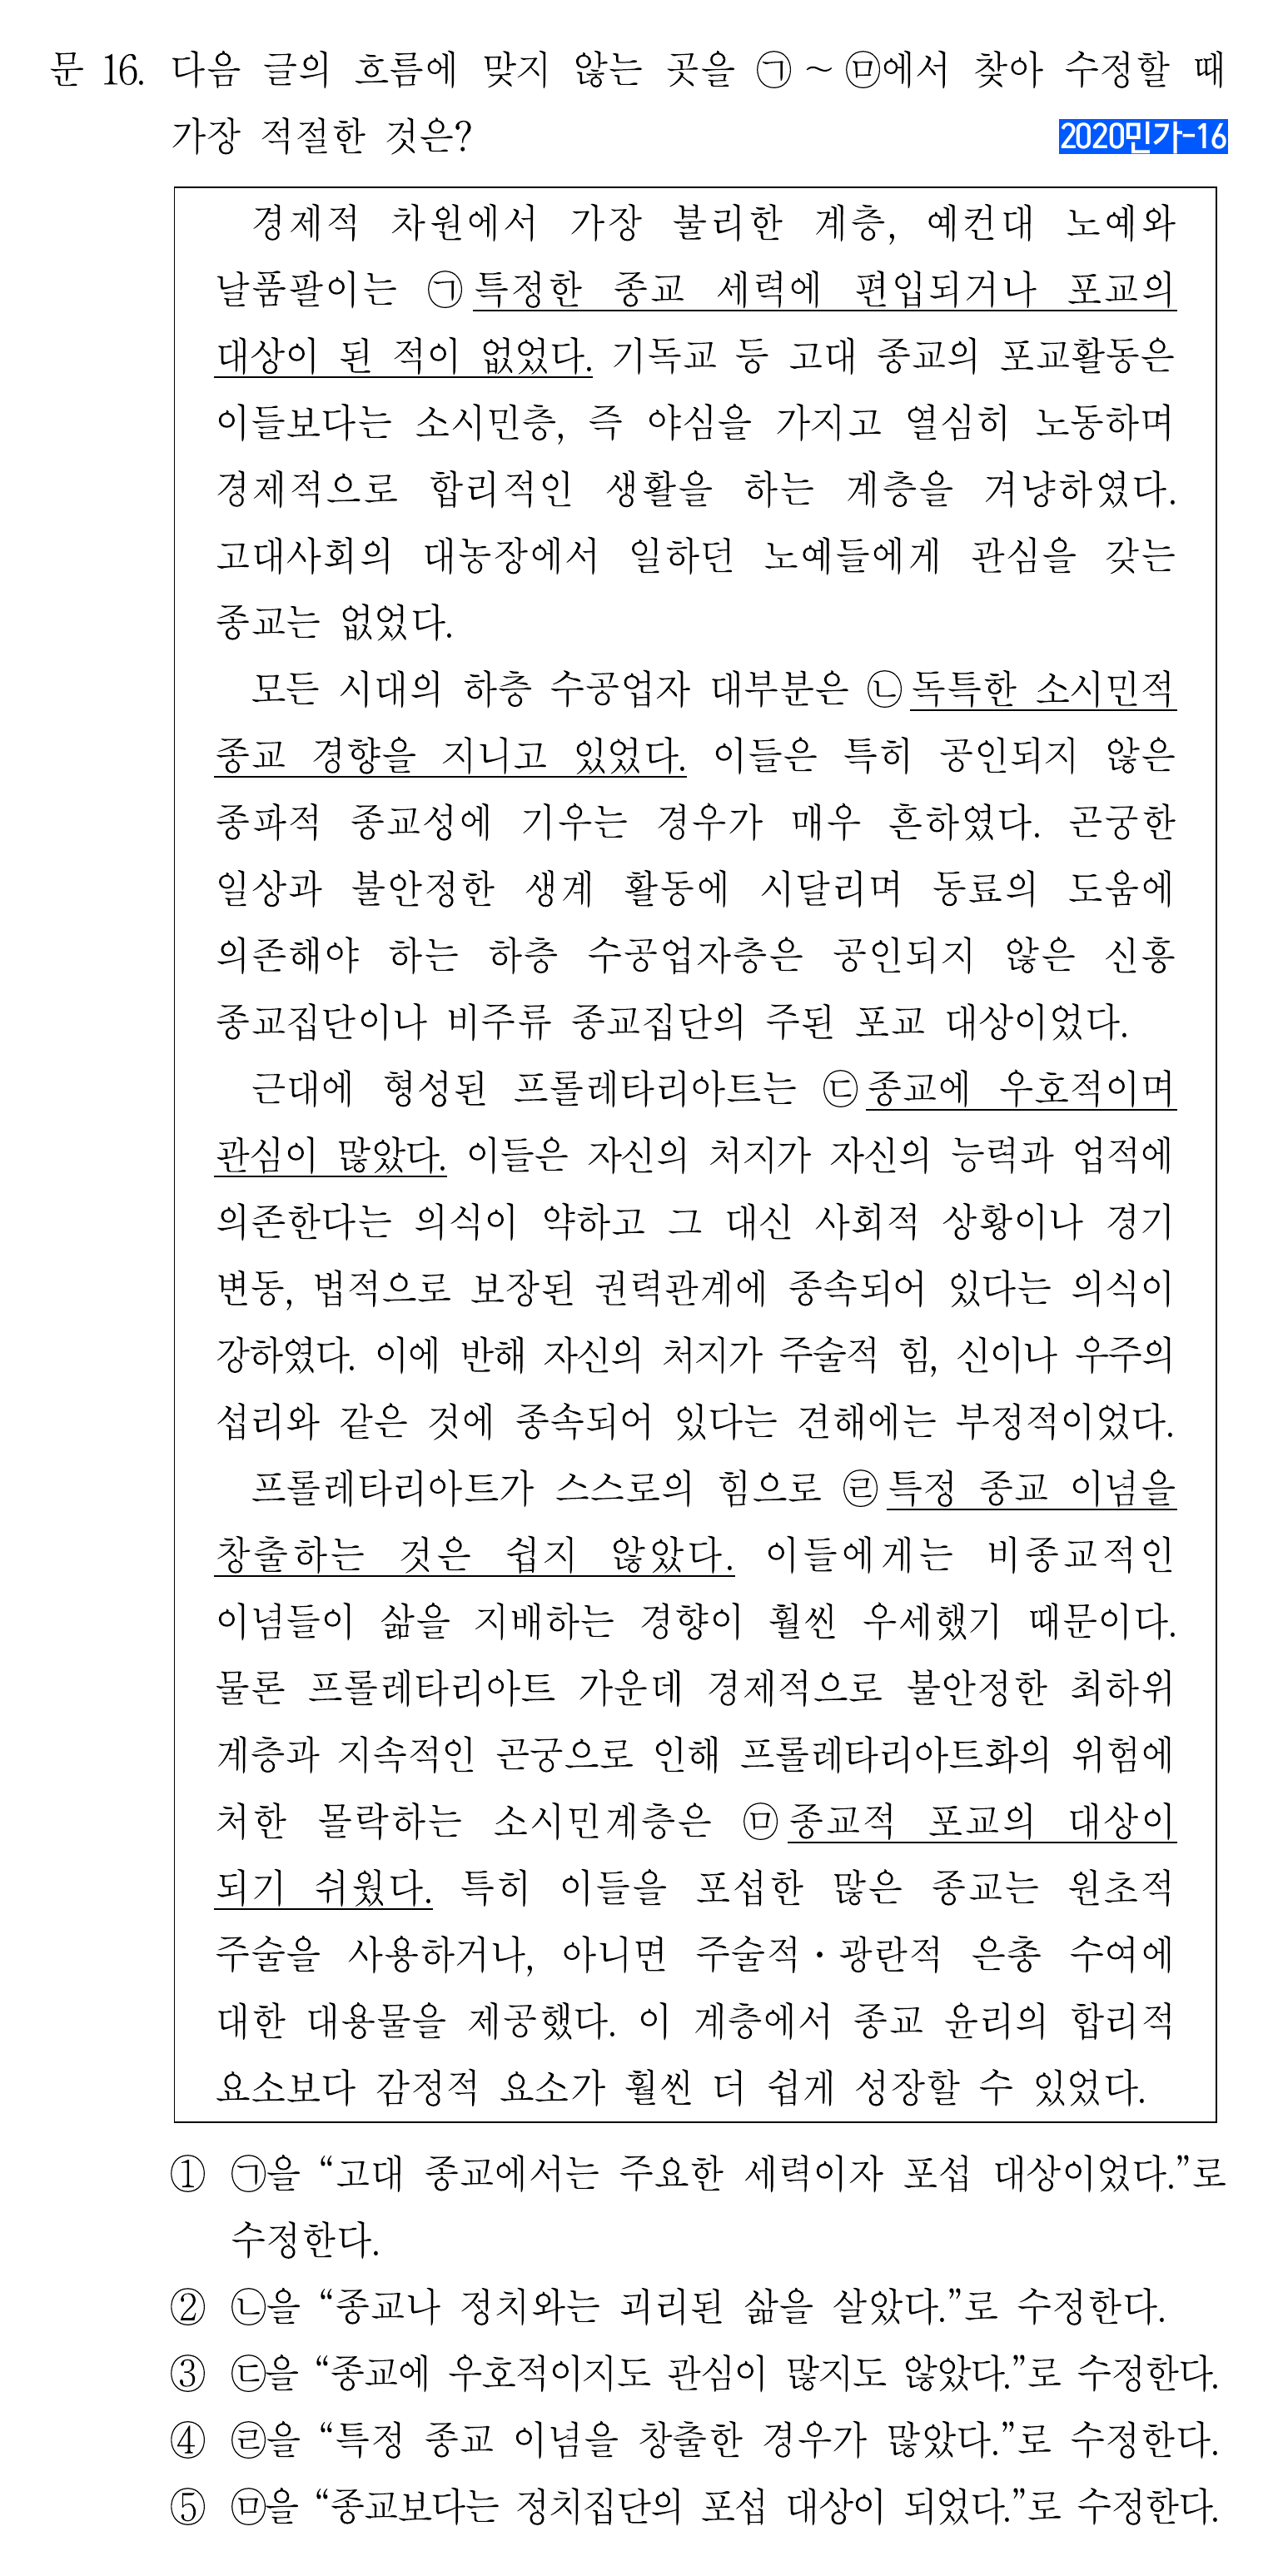 문 16. 다음 글의 흐름에 맞지 않는 곳을 ㉠~㉤에서 찾아 수정할 때
가장 적절한 것은?
2020민가-16
경제적 차원에서 가장 불리한 계층, 예컨대 노예와
날품팔이는 ㉠특정한 종교 세력에 편입되거나 포교의
대상이 된 적이 없었다. 기독교 등 고대 종교의 포교활동은
이들보다는 소시민층, 즉 야심을 가지고 열심히 노동하며
경제적으로 합리적인 생활을 하는 계층을 겨냥하였다.
고대사회의 대농장에서 일하던 노예들에게 관심을 갖는
종교는 없었다.
모든 시대의 하층 수공업자 대부분은 ㉡독특한 소시민적
종교 경향을 지니고 있었다. 이들은 특히 공인되지 않은
종파적 종교성에 기우는 경우가 매우 흔하였다. 곤궁한
일상과 불안정한 생계 활동에 시달리며 동료의 도움에
의존해야 하는 하층 수공업자층은 공인되지 않은 신흥
종교집단이나 비주류 종교집단의 주된 포교 대상이었다.
근대에 형성된 프롤레타리아트는 ㉢종교에 우호적이며
관심이 많았다. 이들은 자신의 처지가 자신의 능력과 업적에
의존한다는 의식이 약하고 그 대신 사회적 상황이나 경기
변동, 법적으로 보장된 권력관계에 종속되어 있다는 의식이
강하였다. 이에 반해 자신의 처지가 주술적 힘, 신이나 우주의
섭리와 같은 것에 종속되어 있다는 견해에는 부정적이었다.
프롤레타리아트가 스스로의 힘으로 ㉣특정 종교 이념을
창출하는 것은 쉽지 않았다. 이들에게는 비종교적인
이념들이 삶을 지배하는 경향이 훨씬 우세했기 때문이다.
물론 프롤레타리아트 가운데 경제적으로 불안정한 최하위
계층과 지속적인 곤궁으로 인해 프롤레타리아트화의 위험에
처한 몰락하는 소시민계층은 ㉤종교적 포교의 대상이
되기 쉬웠다. 특히 이들을 포섭한 많은 종교는 원초적
주술을 사용하거나, 아니면 주술적·광란적 은총 수여에
대한 대용물을 제공했다. 이 계층에서 종교 윤리의 합리적
요소보다 감정적 요소가 훨씬 더 쉽게 성장할 수 있었다.
① ㉠을 “고대 종교에서는 주요한 세력이자 포섭 대상이었다.”로
수정한다.
② ㉡을 “종교나 정치와는 괴리된 삶을 살았다.”로 수정한다.
③ ㉢을 “종교에 우호적이지도 관심이 많지도 않았다.”로 수정한다.
④ ㉣을 “특정 종교 이념을 창출한 경우가 많았다.”로 수정한다.
⑤ ㉤을 “종교보다는 정치집단의 포섭 대상이 되었다.”로 수정한다.